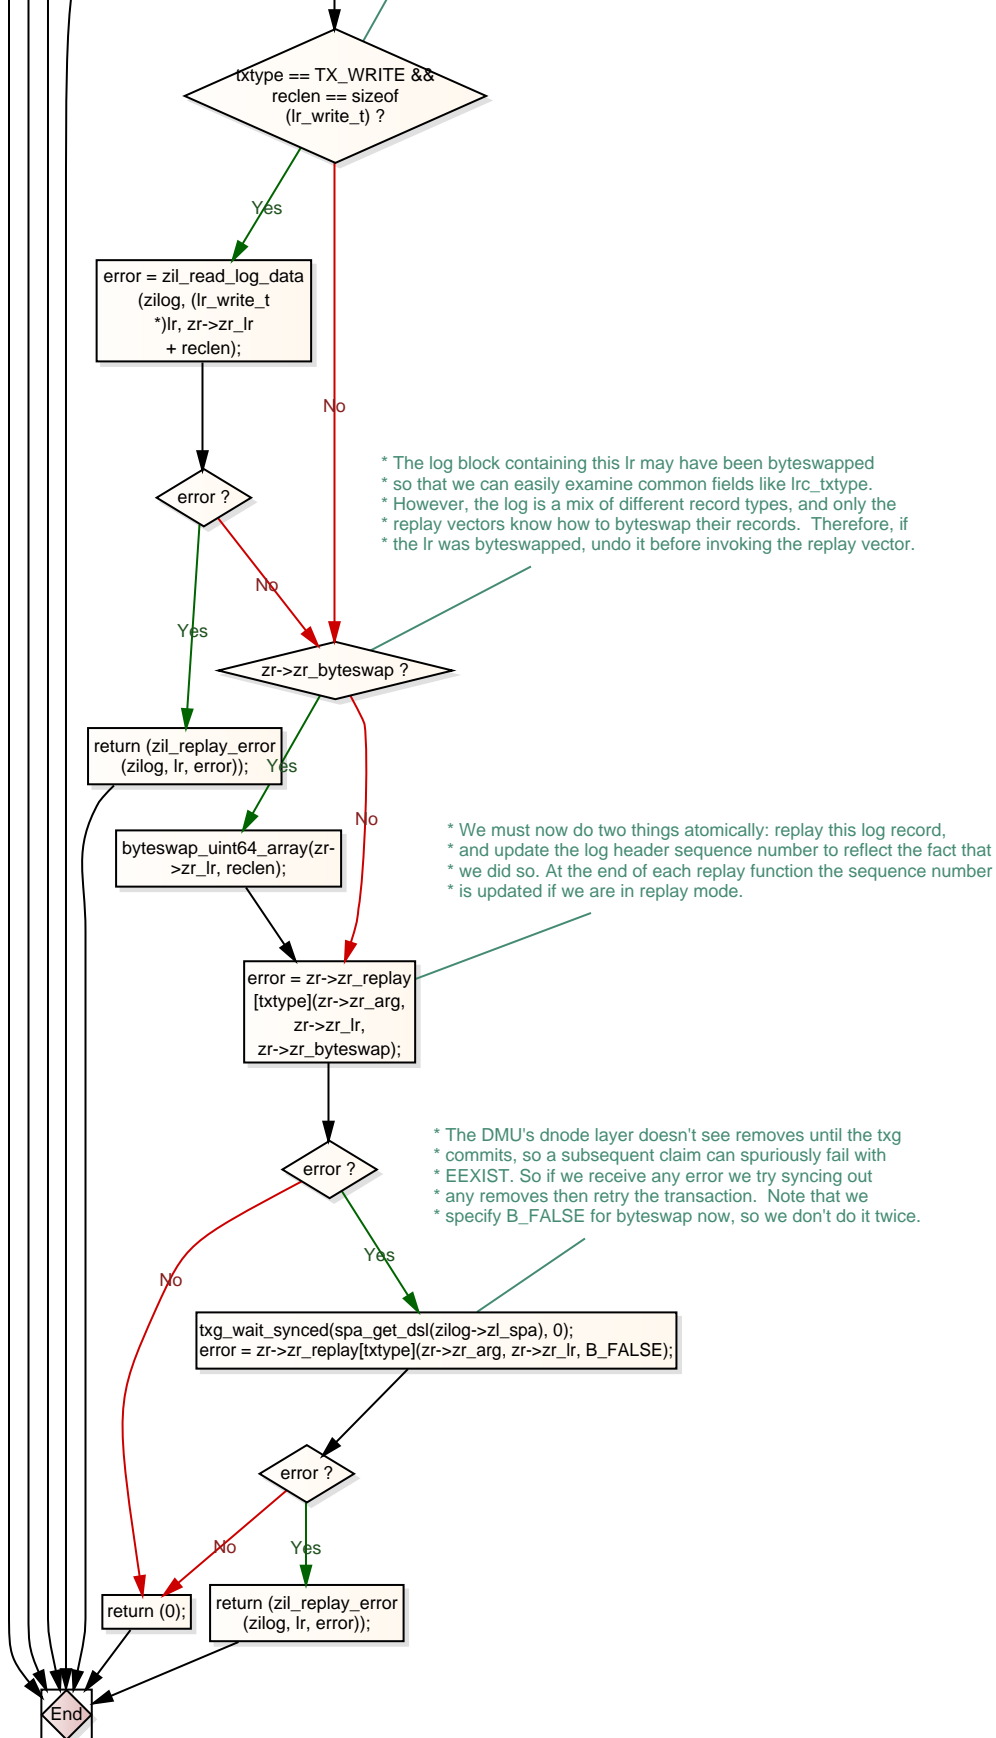 txtype == TX_WRITE &&
reclen == sizeof
(lr_write_t) ?
Yes
error = zil_read_log_data
(zilog, (lr_write_t
*)lr, zr->zr_lr
+ reclen);
No
* The log block containing this lr may have been byteswapped
* so that we can easily examine common fields like lrc_txtype.
* However, the log is a mix of different record types, and only the
* replay vectors know how to byteswap their records.  Therefore, if
* the lr was byteswapped, undo it before invoking the replay vector.
error ?
No
Yes
zr->zr_byteswap ?
return (zil_replay_error
(zilog, lr, error));
Yes
No
byteswap_uint64_array(zr-
>zr_lr, reclen);
* We must now do two things atomically: replay this log record,
* and update the log header sequence number to reflect the fact that
* we did so. At the end of each replay function the sequence number
* is updated if we are in replay mode.
error = zr->zr_replay
[txtype](zr->zr_arg,
zr->zr_lr,
zr->zr_byteswap);
* The DMU's dnode layer doesn't see removes until the txg
* commits, so a subsequent claim can spuriously fail with
* EEXIST. So if we receive any error we try syncing out
* any removes then retry the transaction.  Note that we
* specify B_FALSE for byteswap now, so we don't do it twice.
error ?
Yes
No
txg_wait_synced(spa_get_dsl(zilog->zl_spa), 0);
error = zr->zr_replay[txtype](zr->zr_arg, zr->zr_lr, B_FALSE);
error ?
No
Yes
return (0);
return (zil_replay_error
(zilog, lr, error));
End